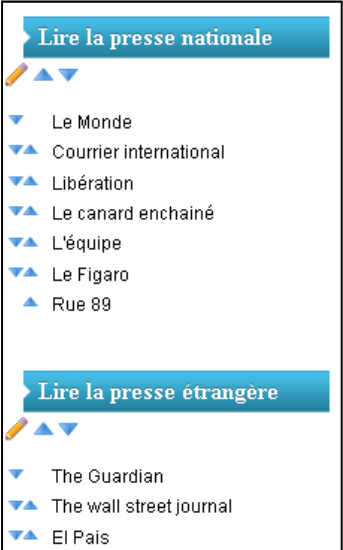 Lire la presse nationale
Le Monde
Courrier international
Libération
Le canard enchainé
L'équipe
Le Figaro
Rue 89
Lire la presse étrangère
The Guardian
The wall street journal
El Pais